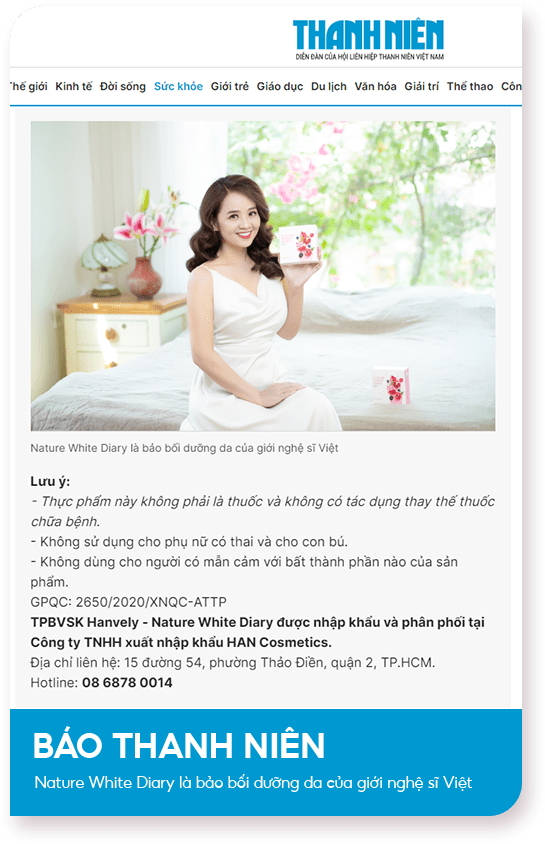 THANH NIÊN
DIỄN ĐÀN CỦA HỘI LIÊN HIỆP THANH NIÊN VIỆT NAM
Thế giới Kinh tế Đời sống Sức khỏe Giới trẻ Giáo dục Du lịch Văn hóa Giải trí Thể thao Côn
Nature White Diary là bảo bối dưỡng da của giới nghệ sĩ Việt
Lưu ý:
- Thực phẩm này không phải là thuốc và không có tác dụng thay thế thuốc
chữa bệnh.
- Không sử dụng cho phụ nữ có thai và cho con bú.
- Không dùng cho người có mẫn cảm với bất thành phần nào của sản
phẩm.
GPQC: 2650/2020/XNQC-ATTP
TPBVSK Hanvely - Nature White Diary được nhập khẩu và phân phối tại
Công ty TNHH xuất nhập khẩu HAN Cosmetics.
Địa chỉ liên hệ: 15 đường 54, phường Thảo Điền, quận 2, TP.HCM.
Hotline: 08 6878 0014
BÁO THANH NIÊN
Nature White Diary là bảo bối dưỡng da của giới nghệ sĩ Việt